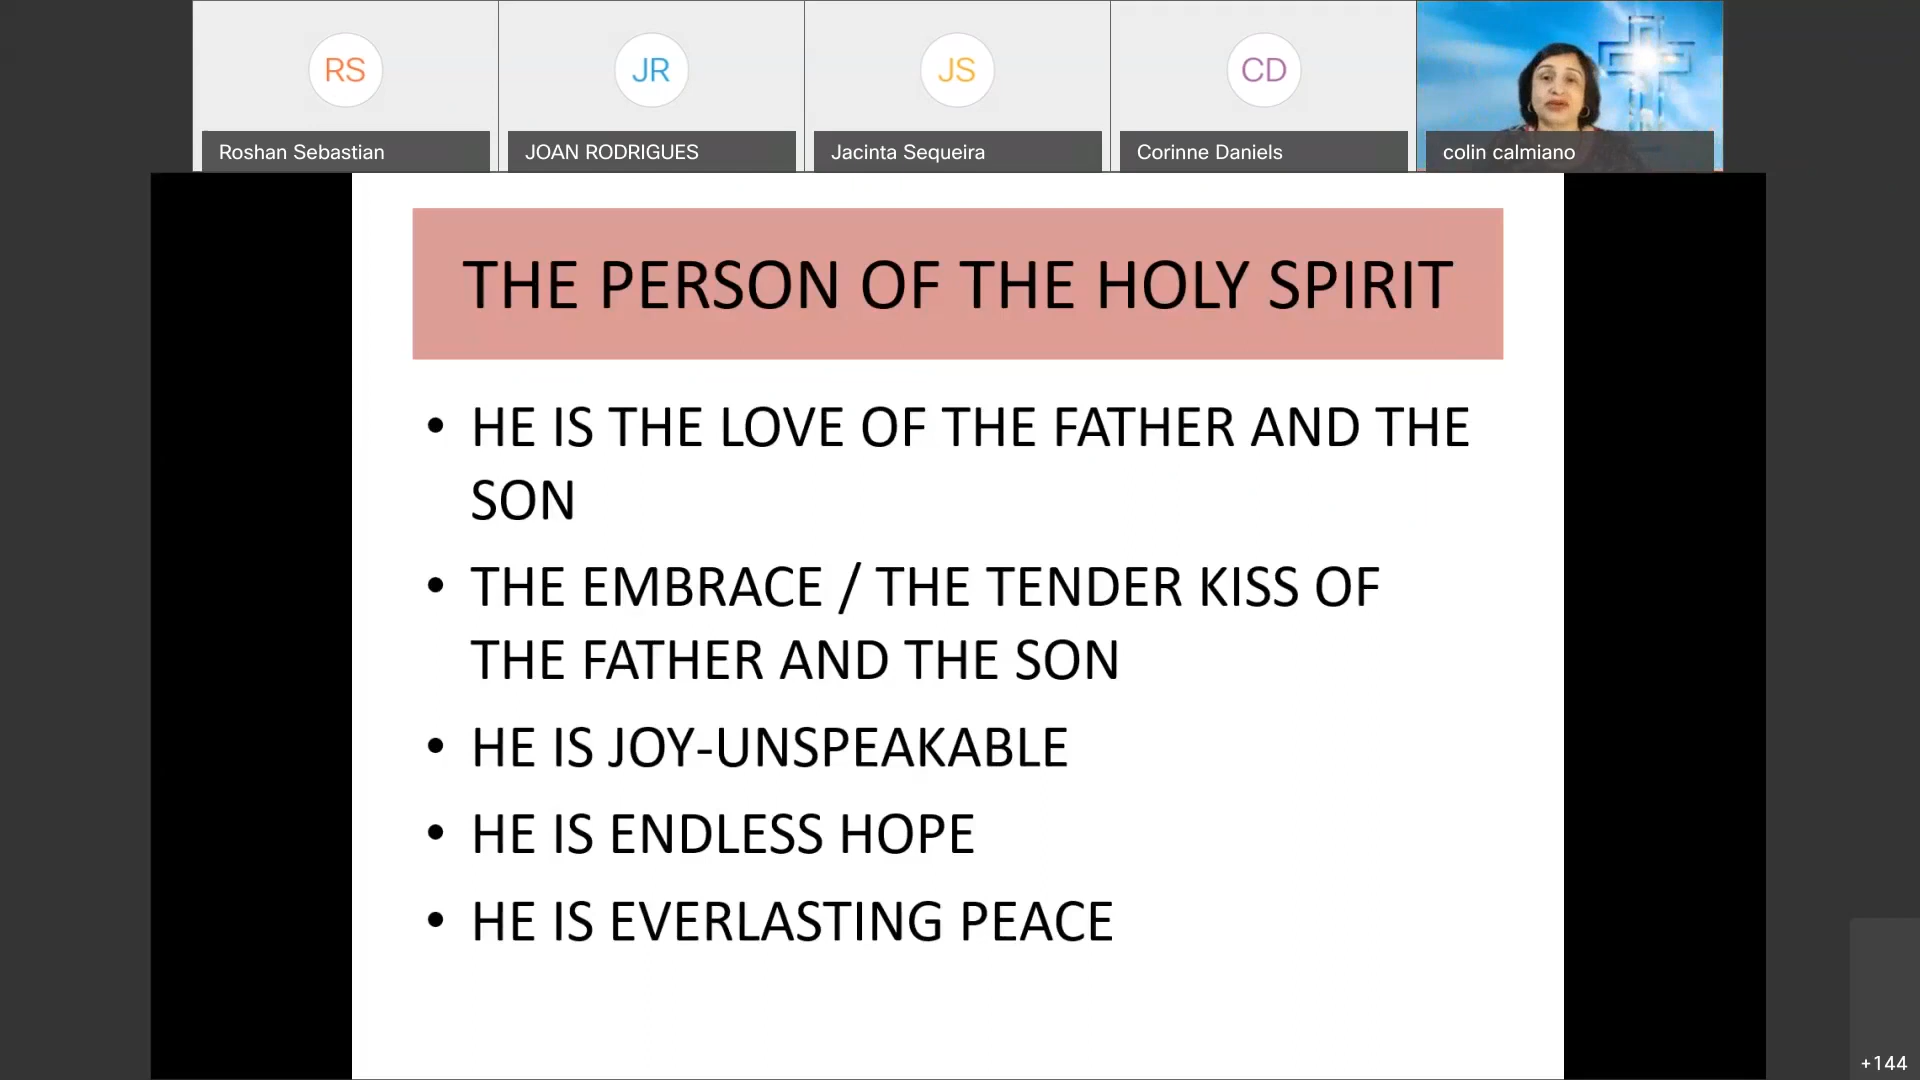 RS
JR
JS
CD
Roshan Sebastian
JOAN RODRIGUES
Jacinta Sequeira
Corinne Daniels
colin calmiano
THE PERSON OF THE HOLY SPIRIT
• HE IS THE LOVE OF THE FATHER AND THE
SON
• THE EMBRACE / THE TENDER KISS OF
THE FATHER AND THE SON
• HE IS JOY-UNSPEAKABLE
• HE IS ENDLESS HOPE
• HE IS EVERLASTING PEACE
+144